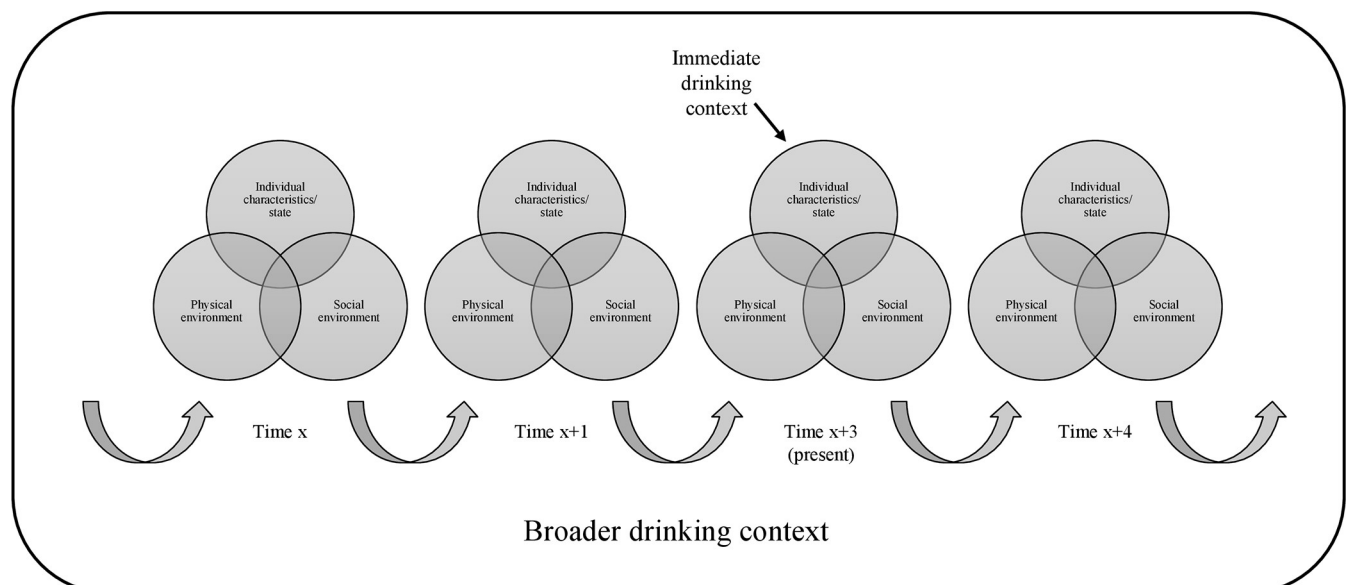 Immediate
drinking
context
Individual
characteristics/
state
Physical
environment
Social
environment
Individual
characteristics/
state
Physical
environment
Social
environment
Individual
characteristics/
state
Physical
environment
Social
environment
Individual
characteristics/
state
Physical
environment
Social
environment
Time x
Time x+1
Time x+3
(present)
Time x+4
Broader drinking context